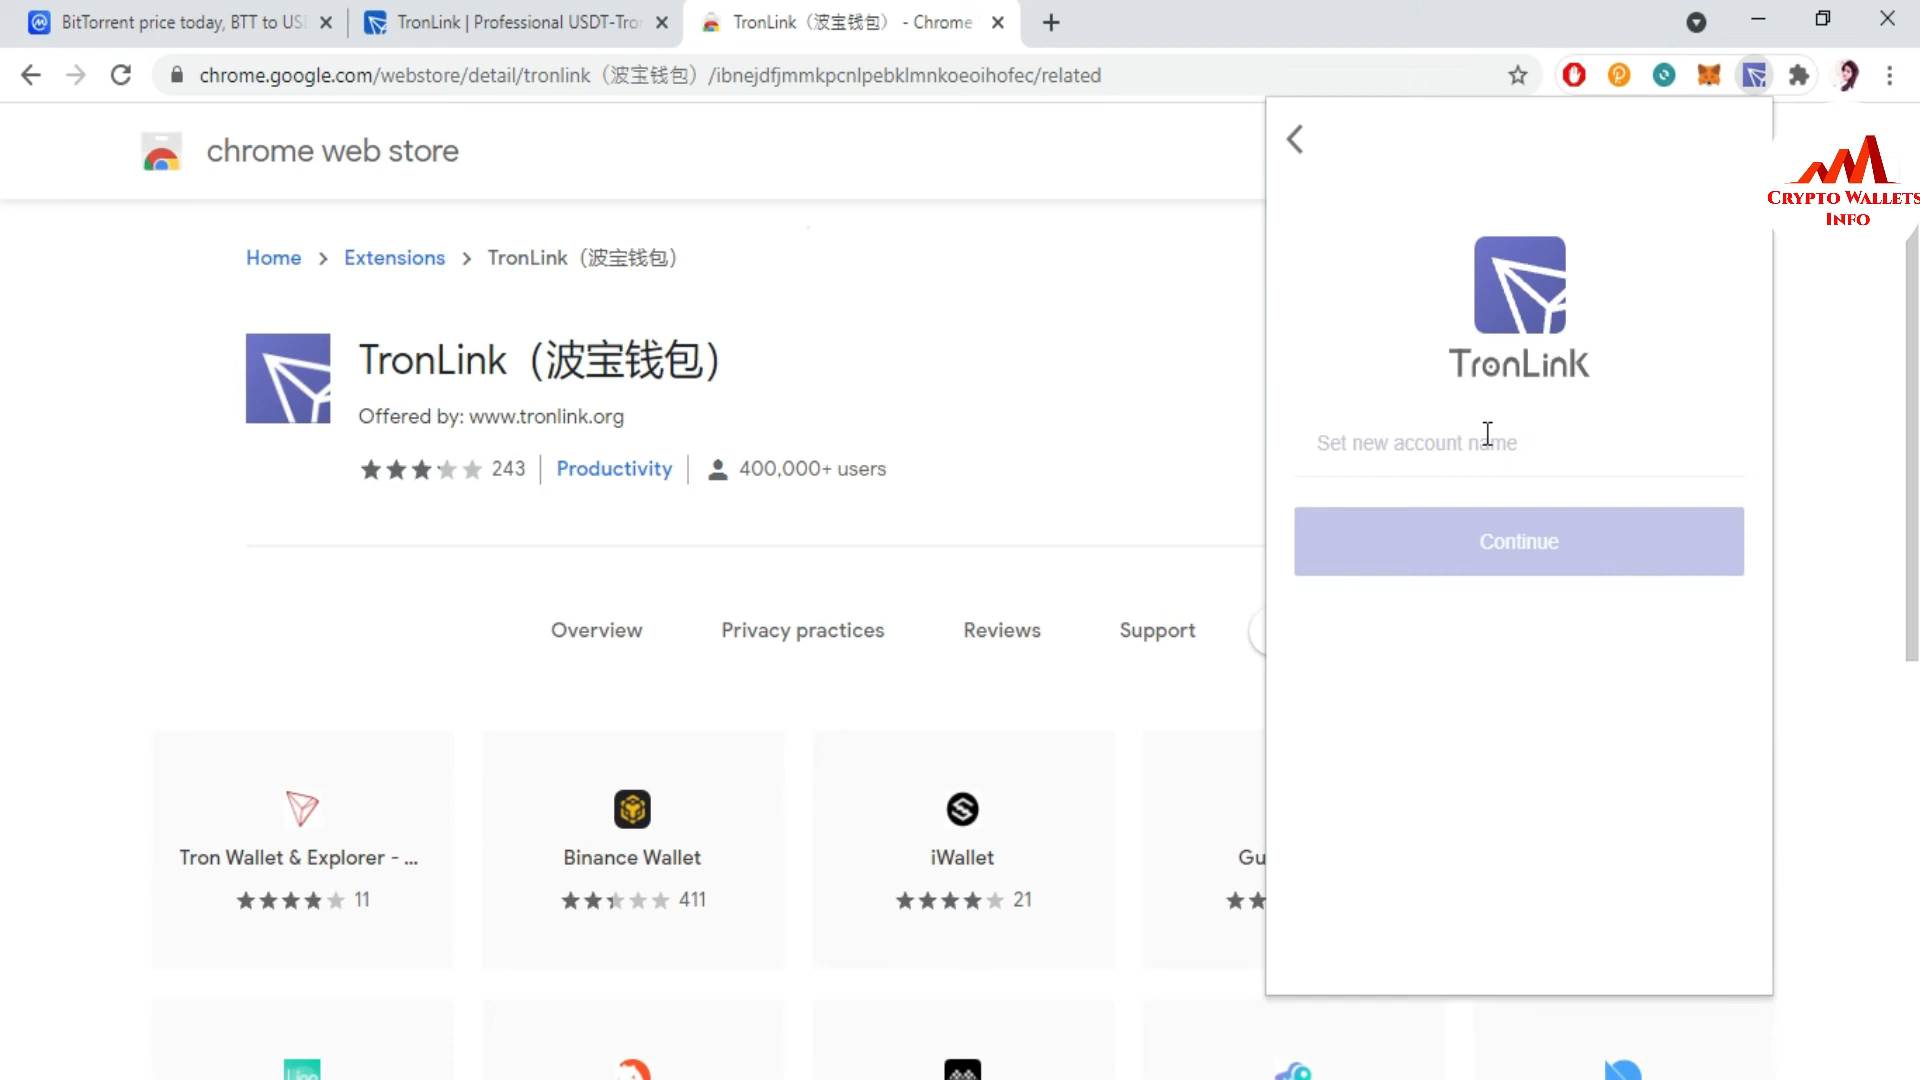 BitTorrent price today, BTT to US
TronLink | Professional USDT-Tro
TronLink（波宝钱包） - Chrome
chrome.google.com/webstore/detail/tronlink（波宝钱包）/ibnejdfjmmkpcnlpebklmnkoeoihofec/related
chrome web store
CRYPTO WALLETS
INFO
Home > Extensions > TronLink（波宝钱包）
TronLink（波宝钱包）
Offered by: www.tronlink.org
243 Productivity 400,000+ users
TronLink
Set new account name
Continue
Overview Privacy practices Reviews Support
Tron Wallet & Explorer - ...
11
Binance Wallet
411
iWallet
21
Gu